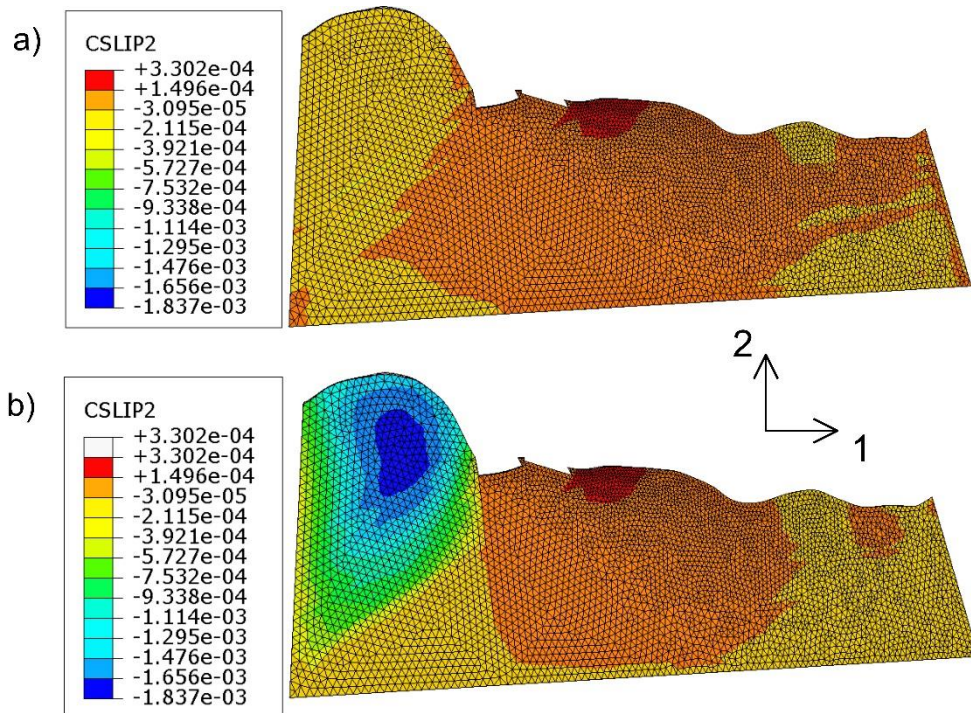 a)
CSLIP2
+3.302e-04
+1.496e-04
-3.095e-05
-2.115e-04
-3.921e-04
-5.727e-04
-7.532e-04
-9.338e-04
-1.114e-03
-1.295e-03
-1.476e-03
-1.656e-03
-1.837e-03
2
1
b)
CSLIP2
+3.302e-04
+3.302e-04
+1.496e-04
-3.095e-05
-2.115e-04
-3.921e-04
-5.727e-04
-7.532e-04
-9.338e-04
-1.114e-03
-1.295e-03
-1.476e-03
-1.656e-03
-1.837e-03